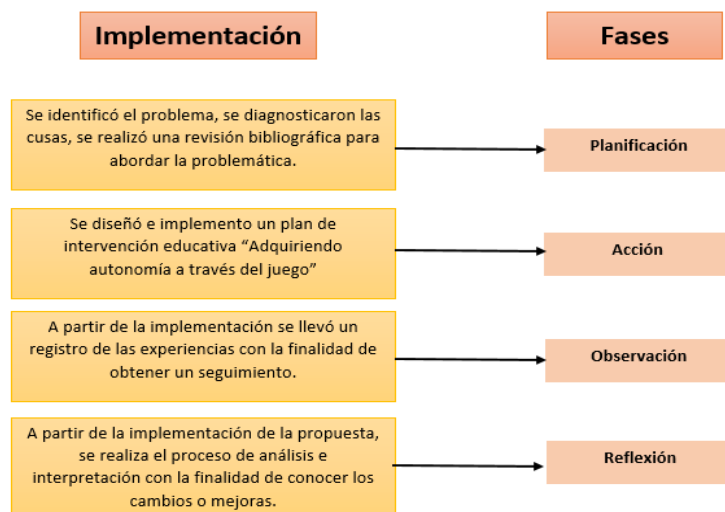 Implementación
Fases
Se identificó el problema, se diagnosticaron las
cusas, se realizó una revisión bibliográfica para
abordar la problemática.
Planificación
Se diseñó e implemento un plan de
intervención educativa “Adquiriendo
autonomía a través del juego”
Acción
A partir de la implementación se llevó un
registro de las experiencias con la finalidad de
obtener un seguimiento.
Observación
A partir de la implementación de la propuesta,
se realiza el proceso de análisis e
interpretación con la finalidad de conocer los
cambios o mejoras.
Reflexión